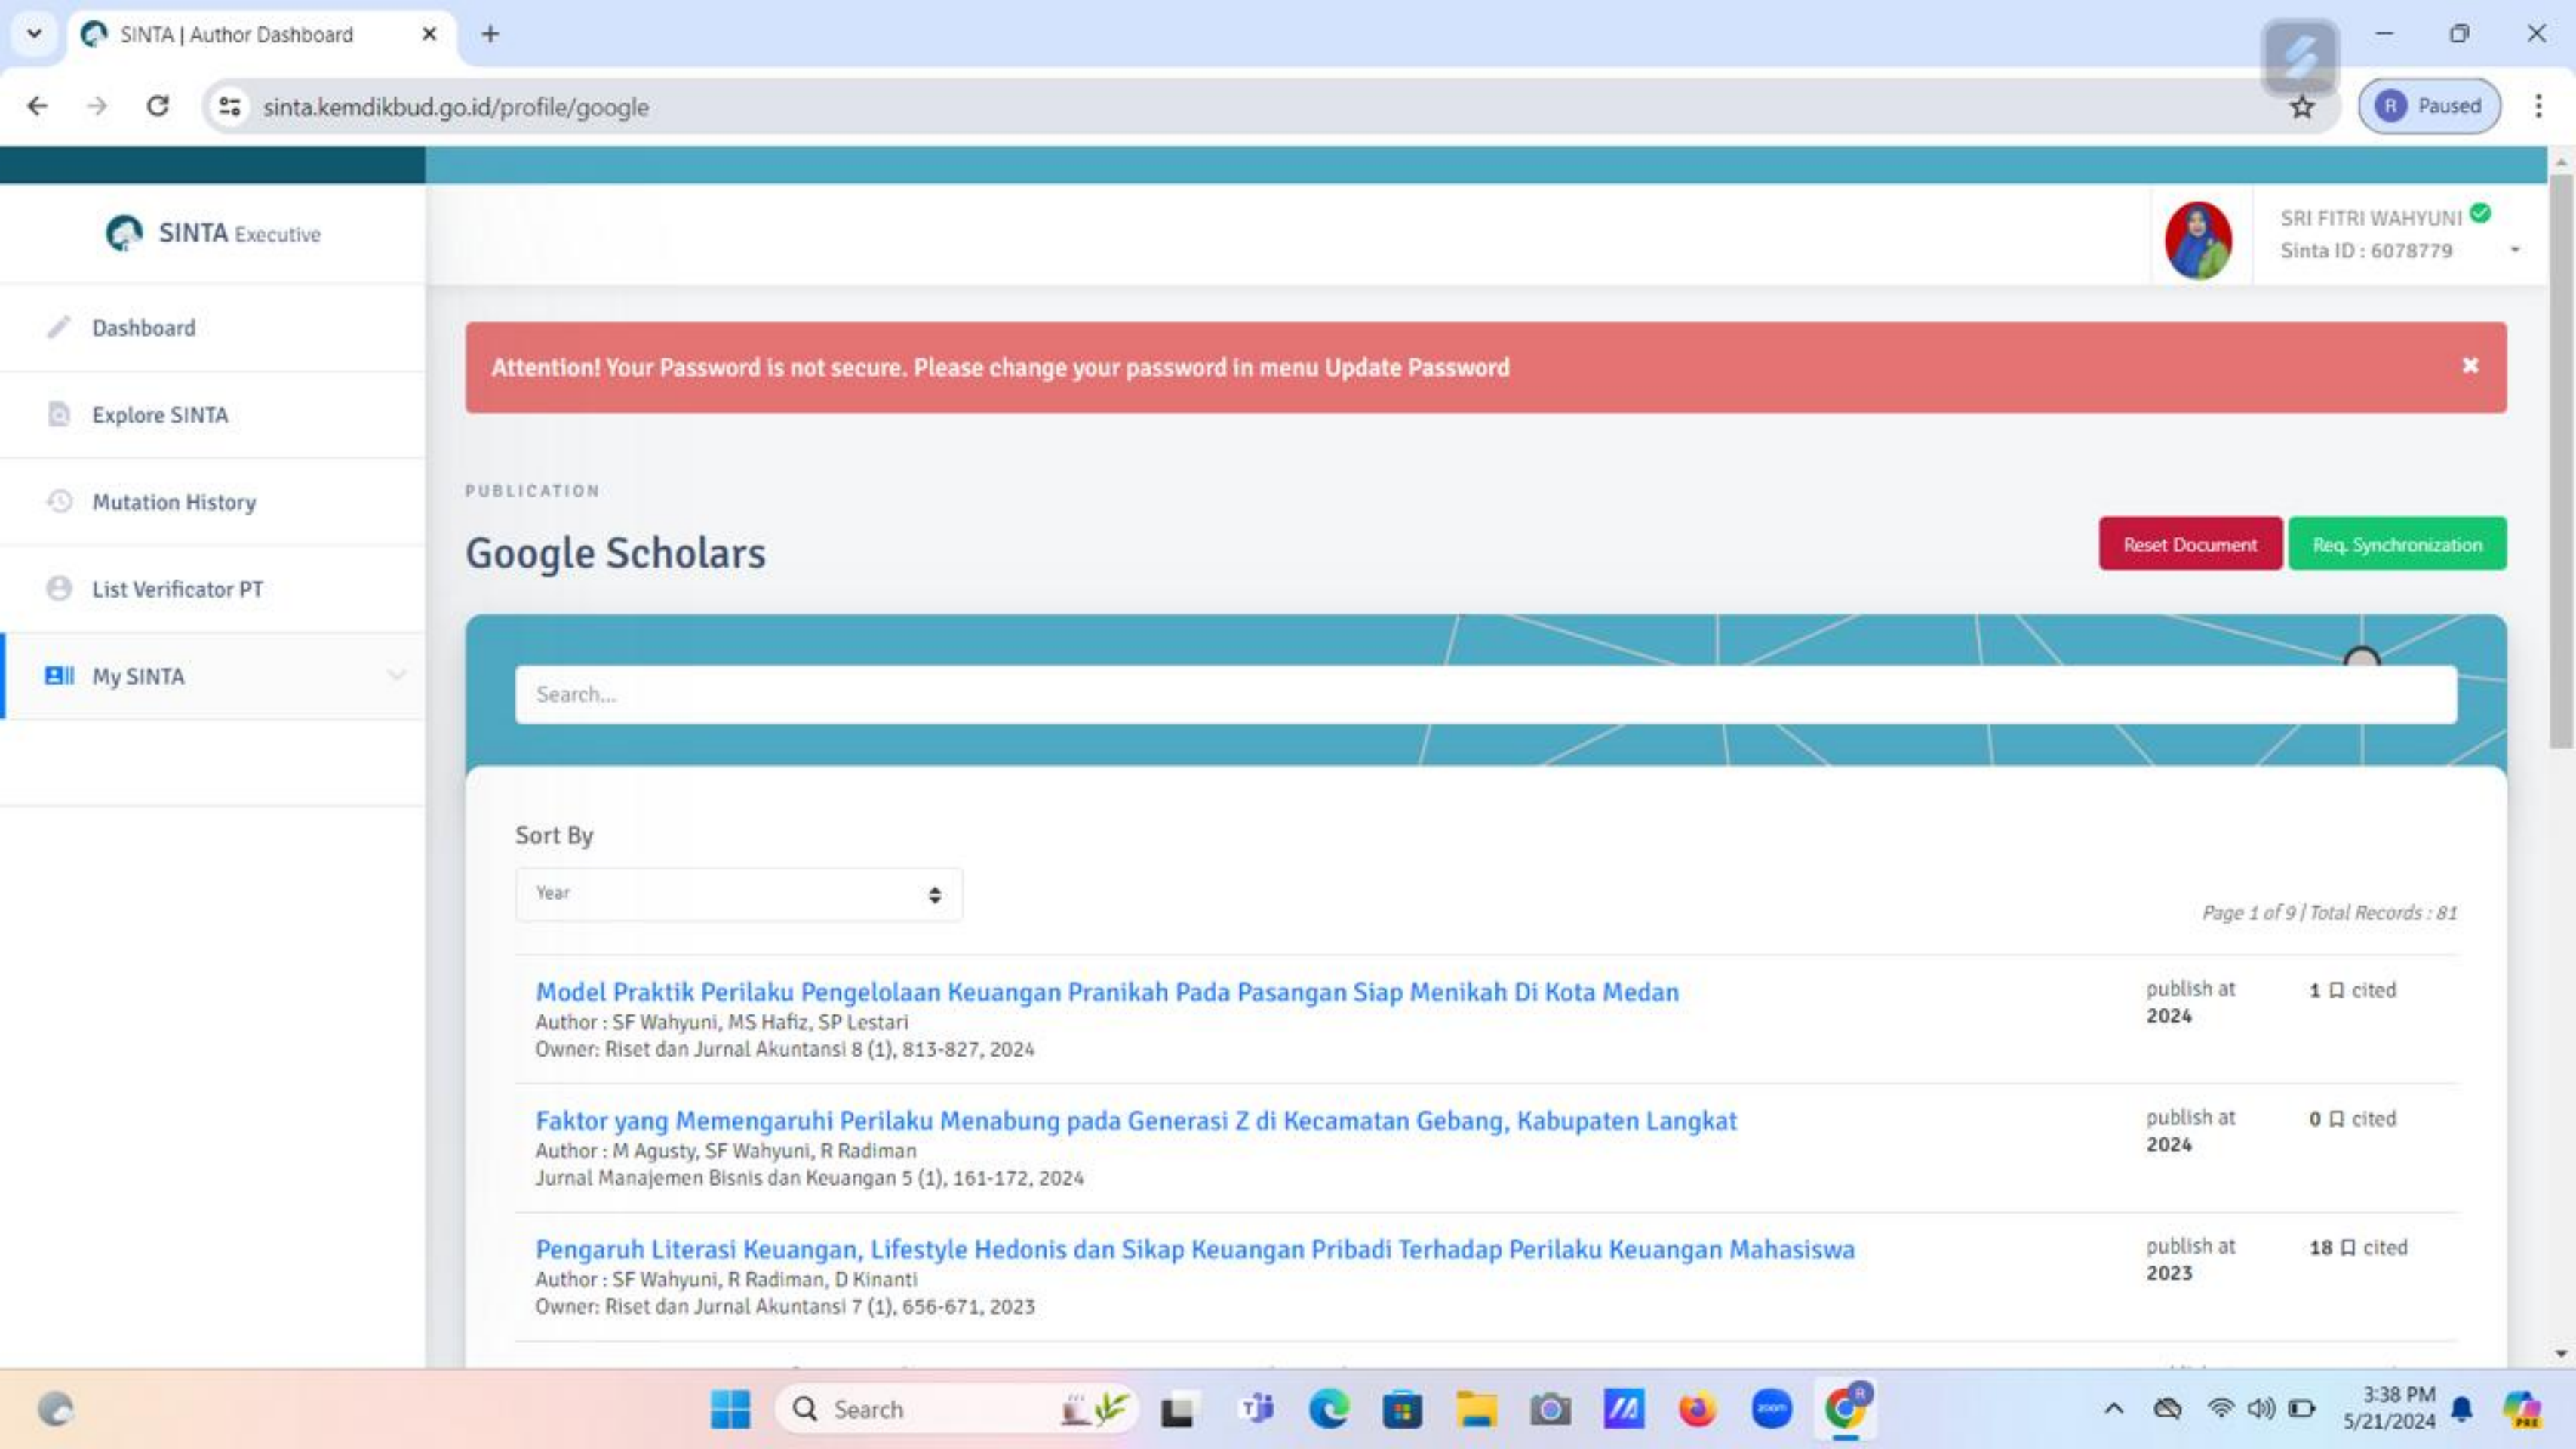 SINTA | Author Dashboard
sinta.kemdikbud.go.id/profile/google
R Paused
SINTA Executive
SRI FITRI WAHYUNI
Sinta ID : 6078779
Dashboard
Explore SINTA
Mutation History
List Verificator PT
My SINTA
Attention! Your Password is not secure. Please change your password in menu Update Password
PUBLICATION
Google Scholars
Reset Document
Req. Synchronization
Search...
Sort By
Year
Page 1 of 9 | Total Records : 81
Model Praktik Perilaku Pengelolaan Keuangan Pranikah Pada Pasangan Siap Menikah Di Kota Medan
Author : SF Wahyuni, MS Hafiz, SP Lestari
Owner: Riset dan Jurnal Akuntansi 8 (1), 813-827, 2024
publish at
2024
1 cited
Faktor yang Memengaruhi Perilaku Menabung pada Generasi Z di Kecamatan Gebang, Kabupaten Langkat
Author : M Agusty, SF Wahyuni, R Radiman
Jurnal Manajemen Bisnis dan Keuangan 5 (1), 161-172, 2024
publish at
2024
0 cited
Pengaruh Literasi Keuangan, Lifestyle Hedonis dan Sikap Keuangan Pribadi Terhadap Perilaku Keuangan Mahasiswa
Author : SF Wahyuni, R Radiman, D Kinanti
Owner: Riset dan Jurnal Akuntansi 7 (1), 656-671, 2023
publish at
2023
18 cited
Search
zoom
R
3:38 PM
5/21/2024
PRE